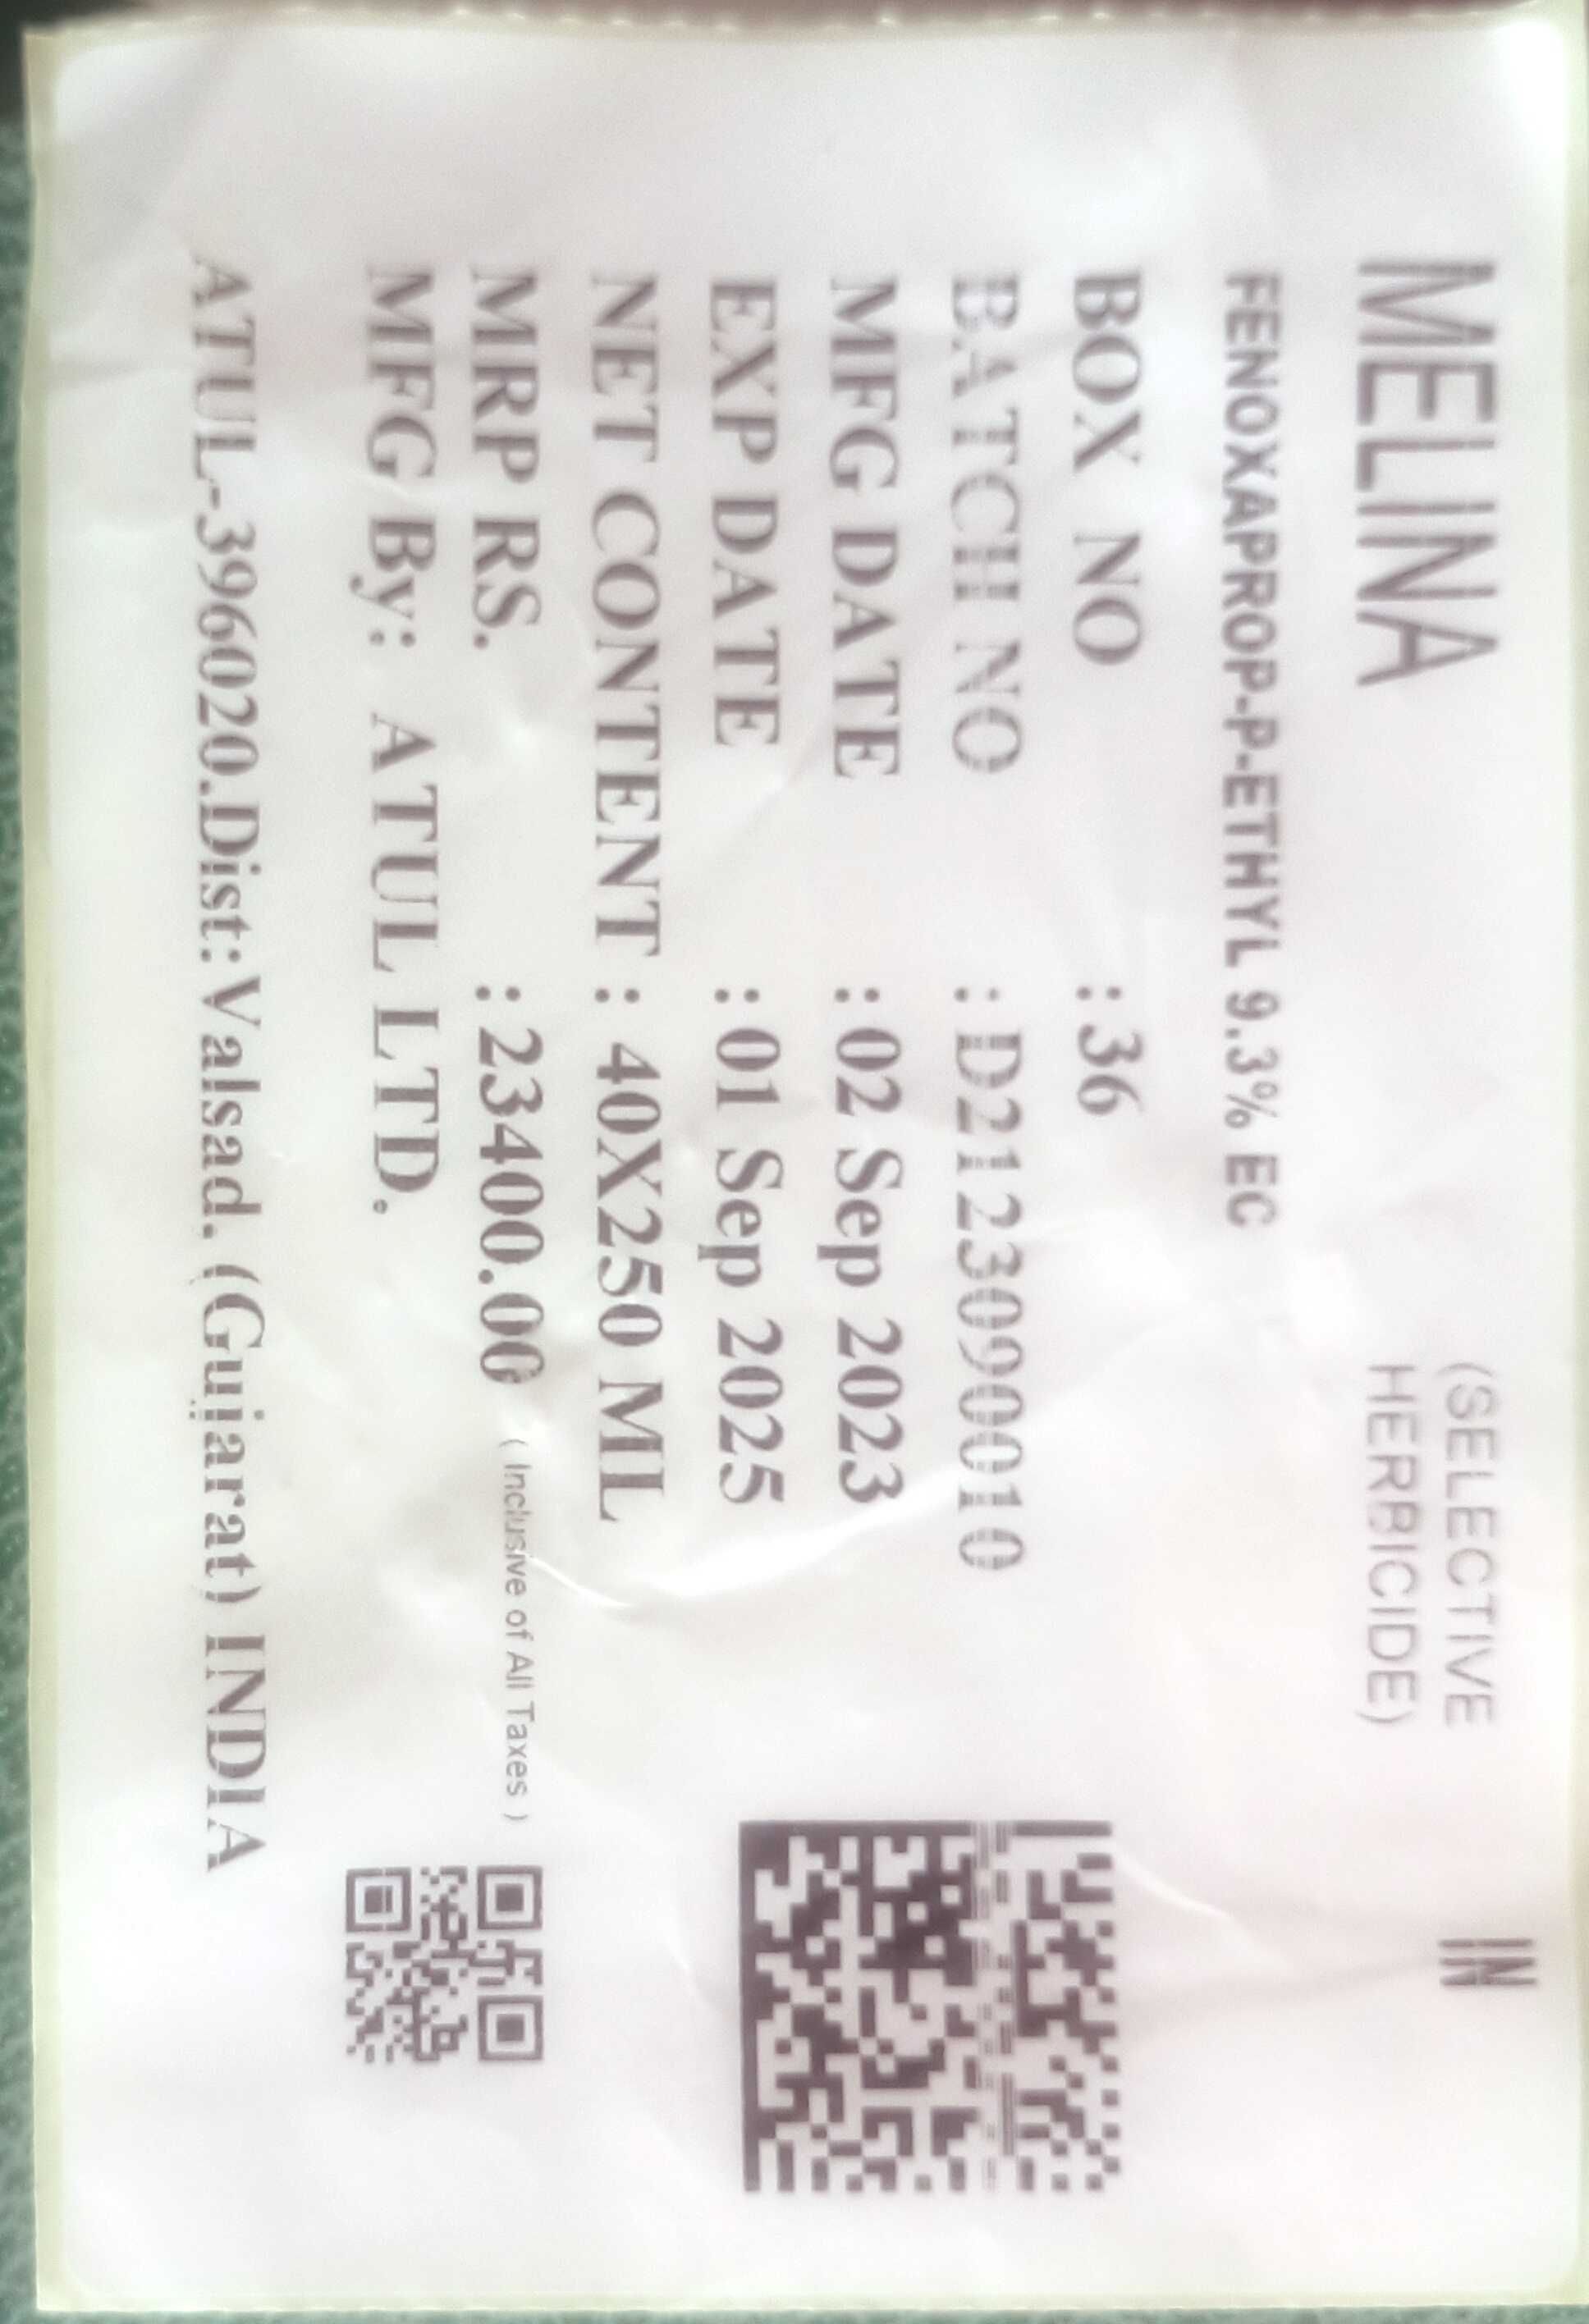 MELINA (SELECTIVE HERBICIDE) IN
FENOXAPROP-P-ETHYL 9.3% EC
BOX NO : 36
BATCH NO : D2123090010
MFG DATE : 02 Sep 2023
EXP DATE : 01 Sep 2025
NET CONTENT : 40X250 ML
MRP RS. : 23400.00 ( Inclusive of All Taxes )
MFG By: ATUL LTD.
ATUL-396020.Dist:Valsad. (Gujarat) INDIA